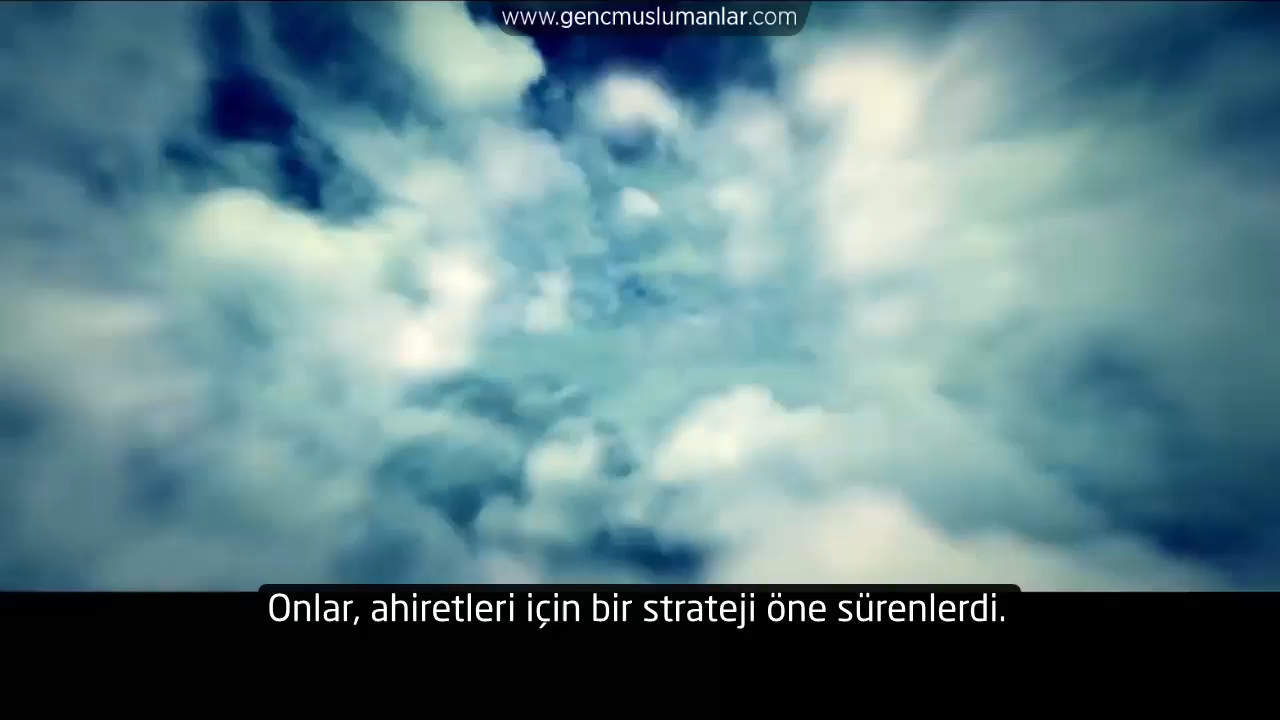 www.gencmuslumanlar.com
Onlar, ahiretleri için bir strateji öne sürenlerdi.